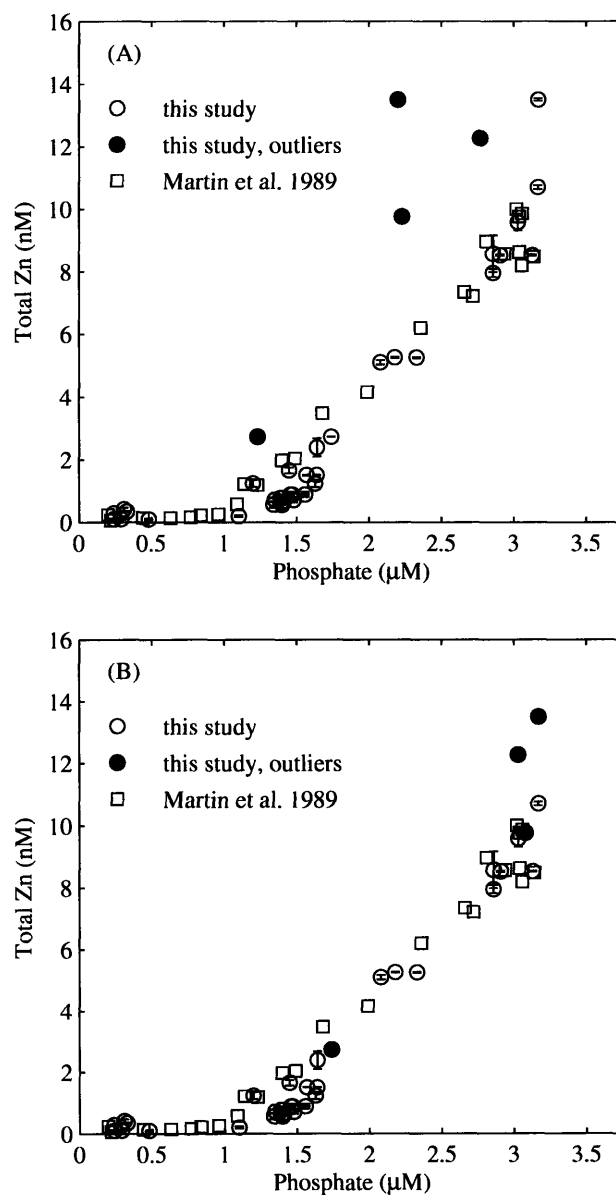 (A)
this study
this study, outliers
Martin et al. 1989
Total Zn (nM)
16
14
12
10
8
6
4
2
0
0 0.5 1 1.5 2 2.5 3 3.5
Phosphate (μM)
(B)
this study
this study, outliers
Martin et al. 1989
Total Zn (nM)
16
14
12
10
8
6
4
2
0
0 0.5 1 1.5 2 2.5 3 3.5
Phosphate (μM)